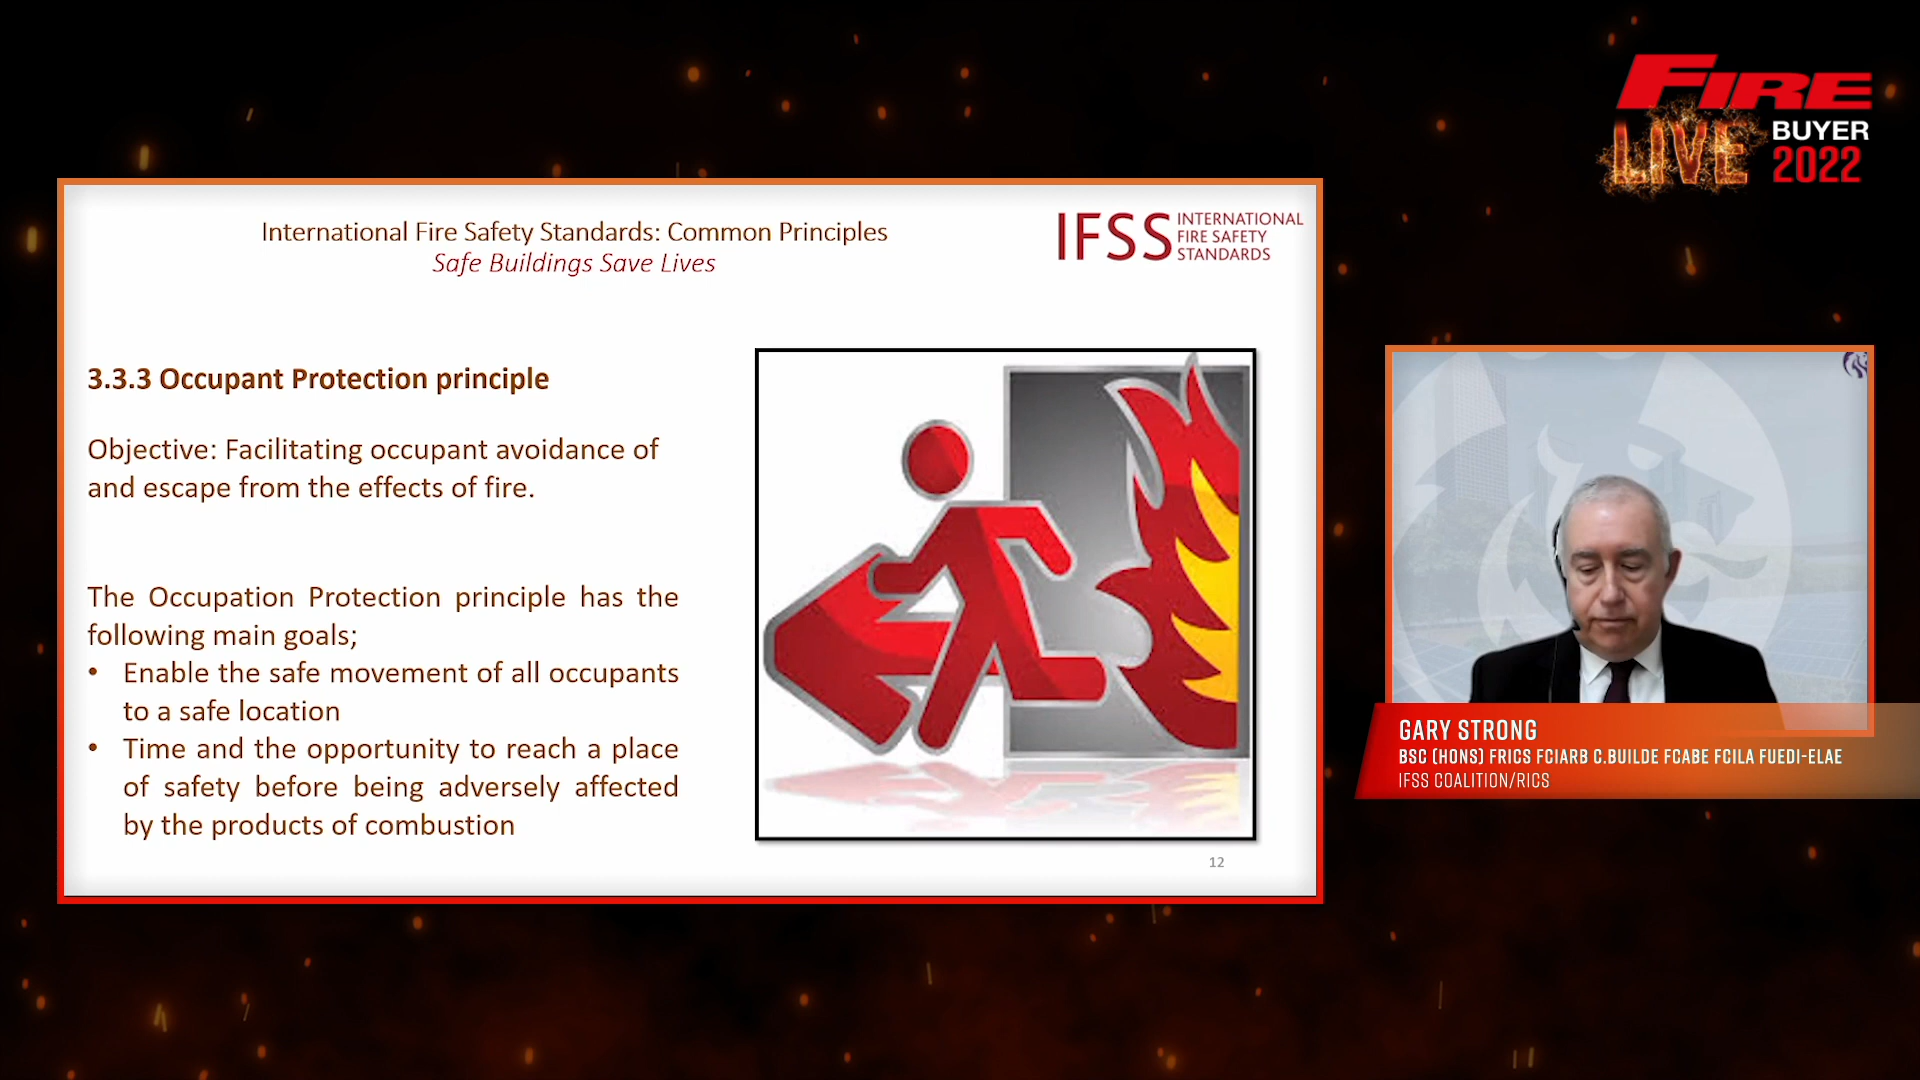 FIRE
LIVE BUYER
2022
International Fire Safety Standards: Common Principles
Safe Buildings Save Lives
IFSS INTERNATIONAL
FIRE SAFETY
STANDARDS
3.3.3 Occupant Protection principle
Objective: Facilitating occupant avoidance of
and escape from the effects of fire.
The Occupation Protection principle has the
following main goals;
• Enable the safe movement of all occupants
to a safe location
• Time and the opportunity to reach a place
of safety before being adversely affected
by the products of combustion
12
GARY STRONG
BSC (HONS) FRICS FCIARB C.BUILDE FCABE FCILA FUEDI-ELAE
IFSS COALITION/RICS